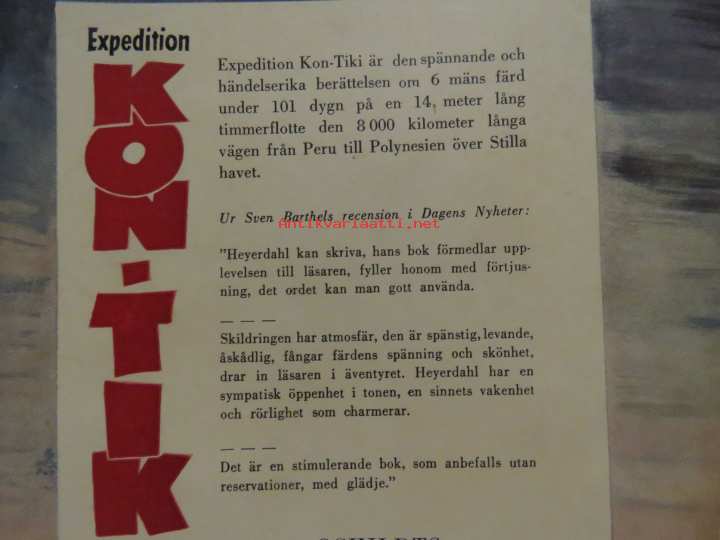 Expedition
KON-TIK
Expedition Kon-Tiki är den spännande och
händelserika berättelsen om 6 mäns färd
under 101 dygn på en 14 meter lång
timmerflotte den 8 000 kilometer långa
vägen från Peru till Polynesien över Stilla
havet.
Ur Sven Barthels recension i Dagens Nyheter:
Antikvariaatti.net
"Heyerdahl kan skriva, hans bok förmedlar upp-
levelsen till läsaren, fyller honom med förtjus-
ning, det ordet kan man gott använda.
— — —
Skildringen har atmosfär, den är spänstig, levande,
åskådlig, fångar färdens spänning och skönhet,
drar in läsaren i äventyret. Heyerdahl har en
sympatisk öppenhet i tonen, en sinnets vakenhet
och rörlighet som charmerar.
— — —
Det är en stimulerande bok, som anbefalls utan
reservationer, med glädje."